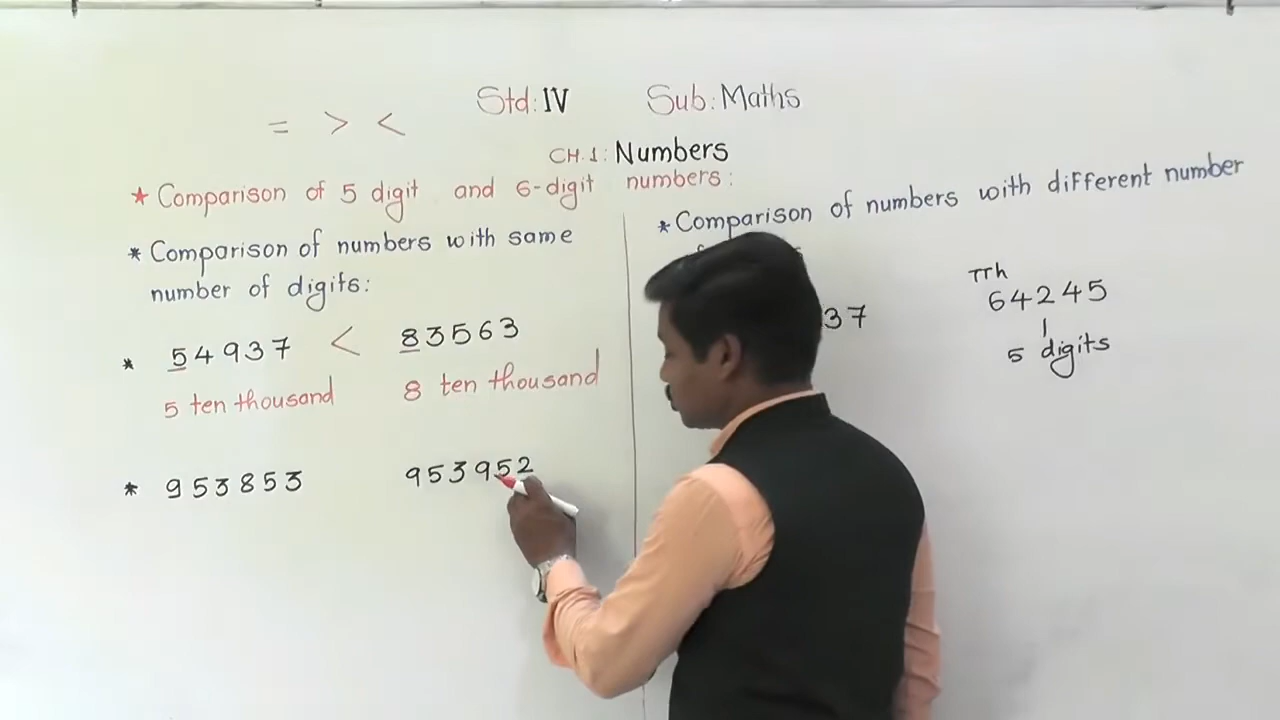 Std: IV Sub: Maths
= > <
CH. 1: Numbers
* Comparison of 5 digit and 6-digit numbers:
* Comparison of numbers with same
number of digits:
* 54937 < 83563
5 ten thousand 8 ten thousand
* 953853 953952
* Comparison of numbers with different number
TTh
37 64245
5 digits